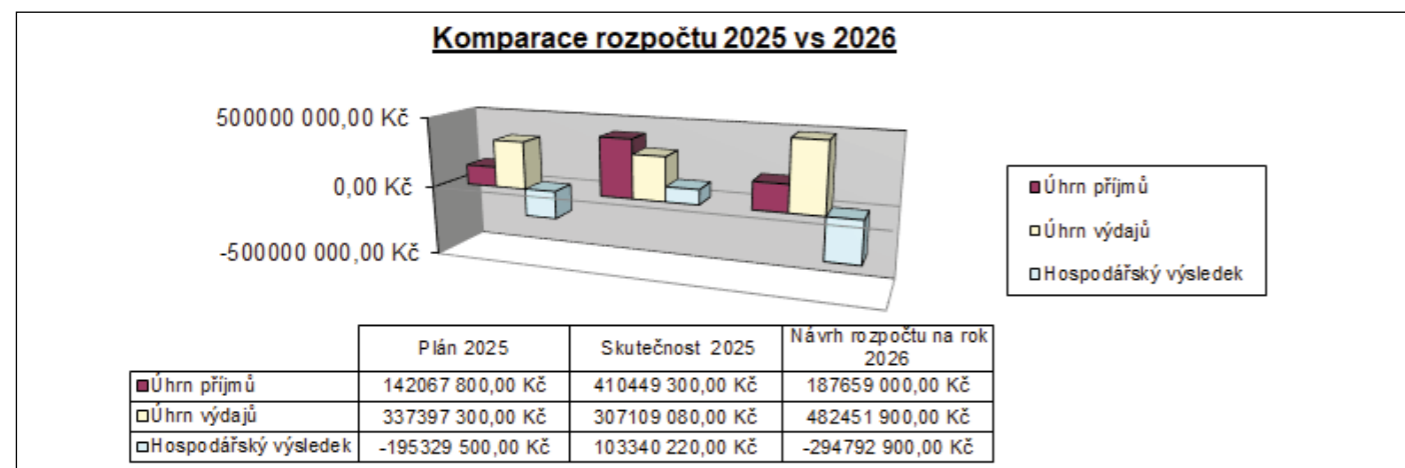 Komparace rozpočtu 2025 vs 2026
500000 000,00 Kč
0,00 Kč
-500000 000,00 Kč
Úhrn příjmů
Úhrn výdajů
Hospodářský výsledek
Plán 2025 Skutečnost 2025 Návrh rozpočtu na rok
2026
Úhrn příjmů 142067 800,00 Kč 410449 300,00 Kč 187659 000,00 Kč
Úhrn výdajů 337397 300,00 Kč 307109 080,00 Kč 482451 900,00 Kč
Hospodářský výsledek -195329 500,00 Kč 103340 220,00 Kč -294792 900,00 Kč